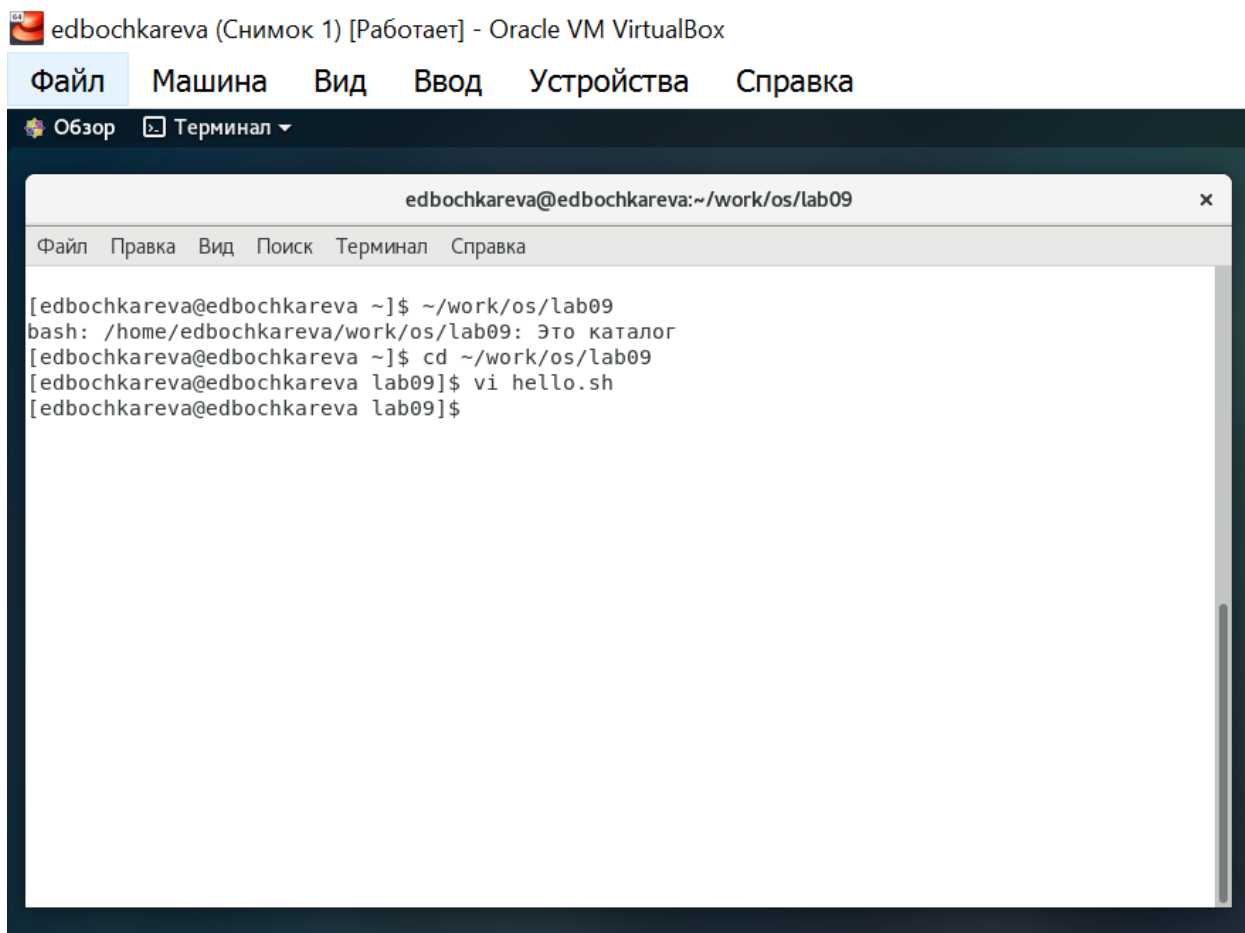 64
edbochkareva (Снимок 1) [Работает] - Oracle VM VirtualBox
Файл Машина Вид Ввод Устройства Справка
Обзор Терминал
edbochkareva@edbochkareva:~/work/os/lab09 ×
Файл Правка Вид Поиск Терминал Справка
[edbochkareva@edbochkareva ~]$ ~/work/os/lab09
bash: /home/edbochkareva/work/os/lab09: Это каталог
[edbochkareva@edbochkareva ~]$ cd ~/work/os/lab09
[edbochkareva@edbochkareva lab09]$ vi hello.sh
[edbochkareva@edbochkareva lab09]$